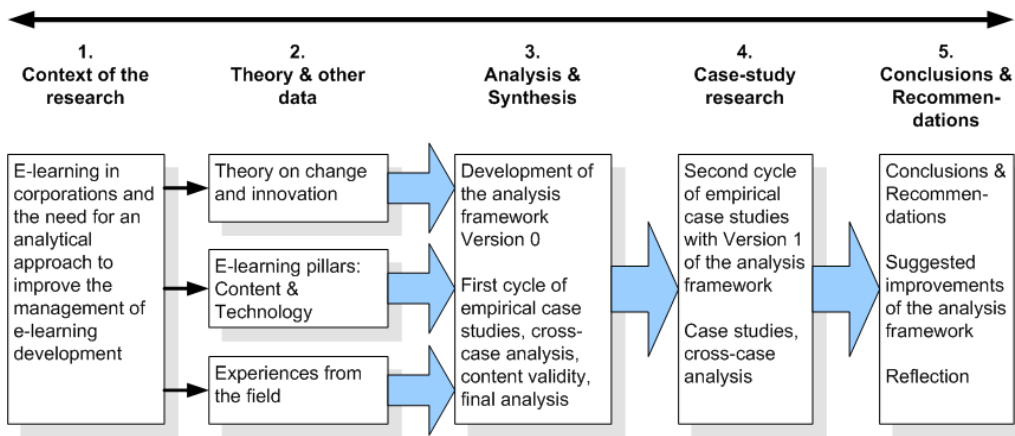 1.
Context of the
research
2.
Theory & other
data
3.
Analysis &
Synthesis
4.
Case-study
research
5.
Conclusions &
Recommen-
dations
E-learning in
corporations and
the need for an
analytical
approach to
improve the
management of
e-learning
development
Theory on change
and innovation
E-learning pillars:
Content &
Technology
Experiences from
the field
Development of
the analysis
framework
Version 0
First cycle of
empirical case
studies, cross-
case analysis,
content validity,
final analysis
Second cycle
of empirical
case studies
with Version 1
of the analysis
framework
Case studies,
cross-case
analysis
Conclusions &
Recommen-
dations
Suggested
improvements
of the analysis
framework
Reflection